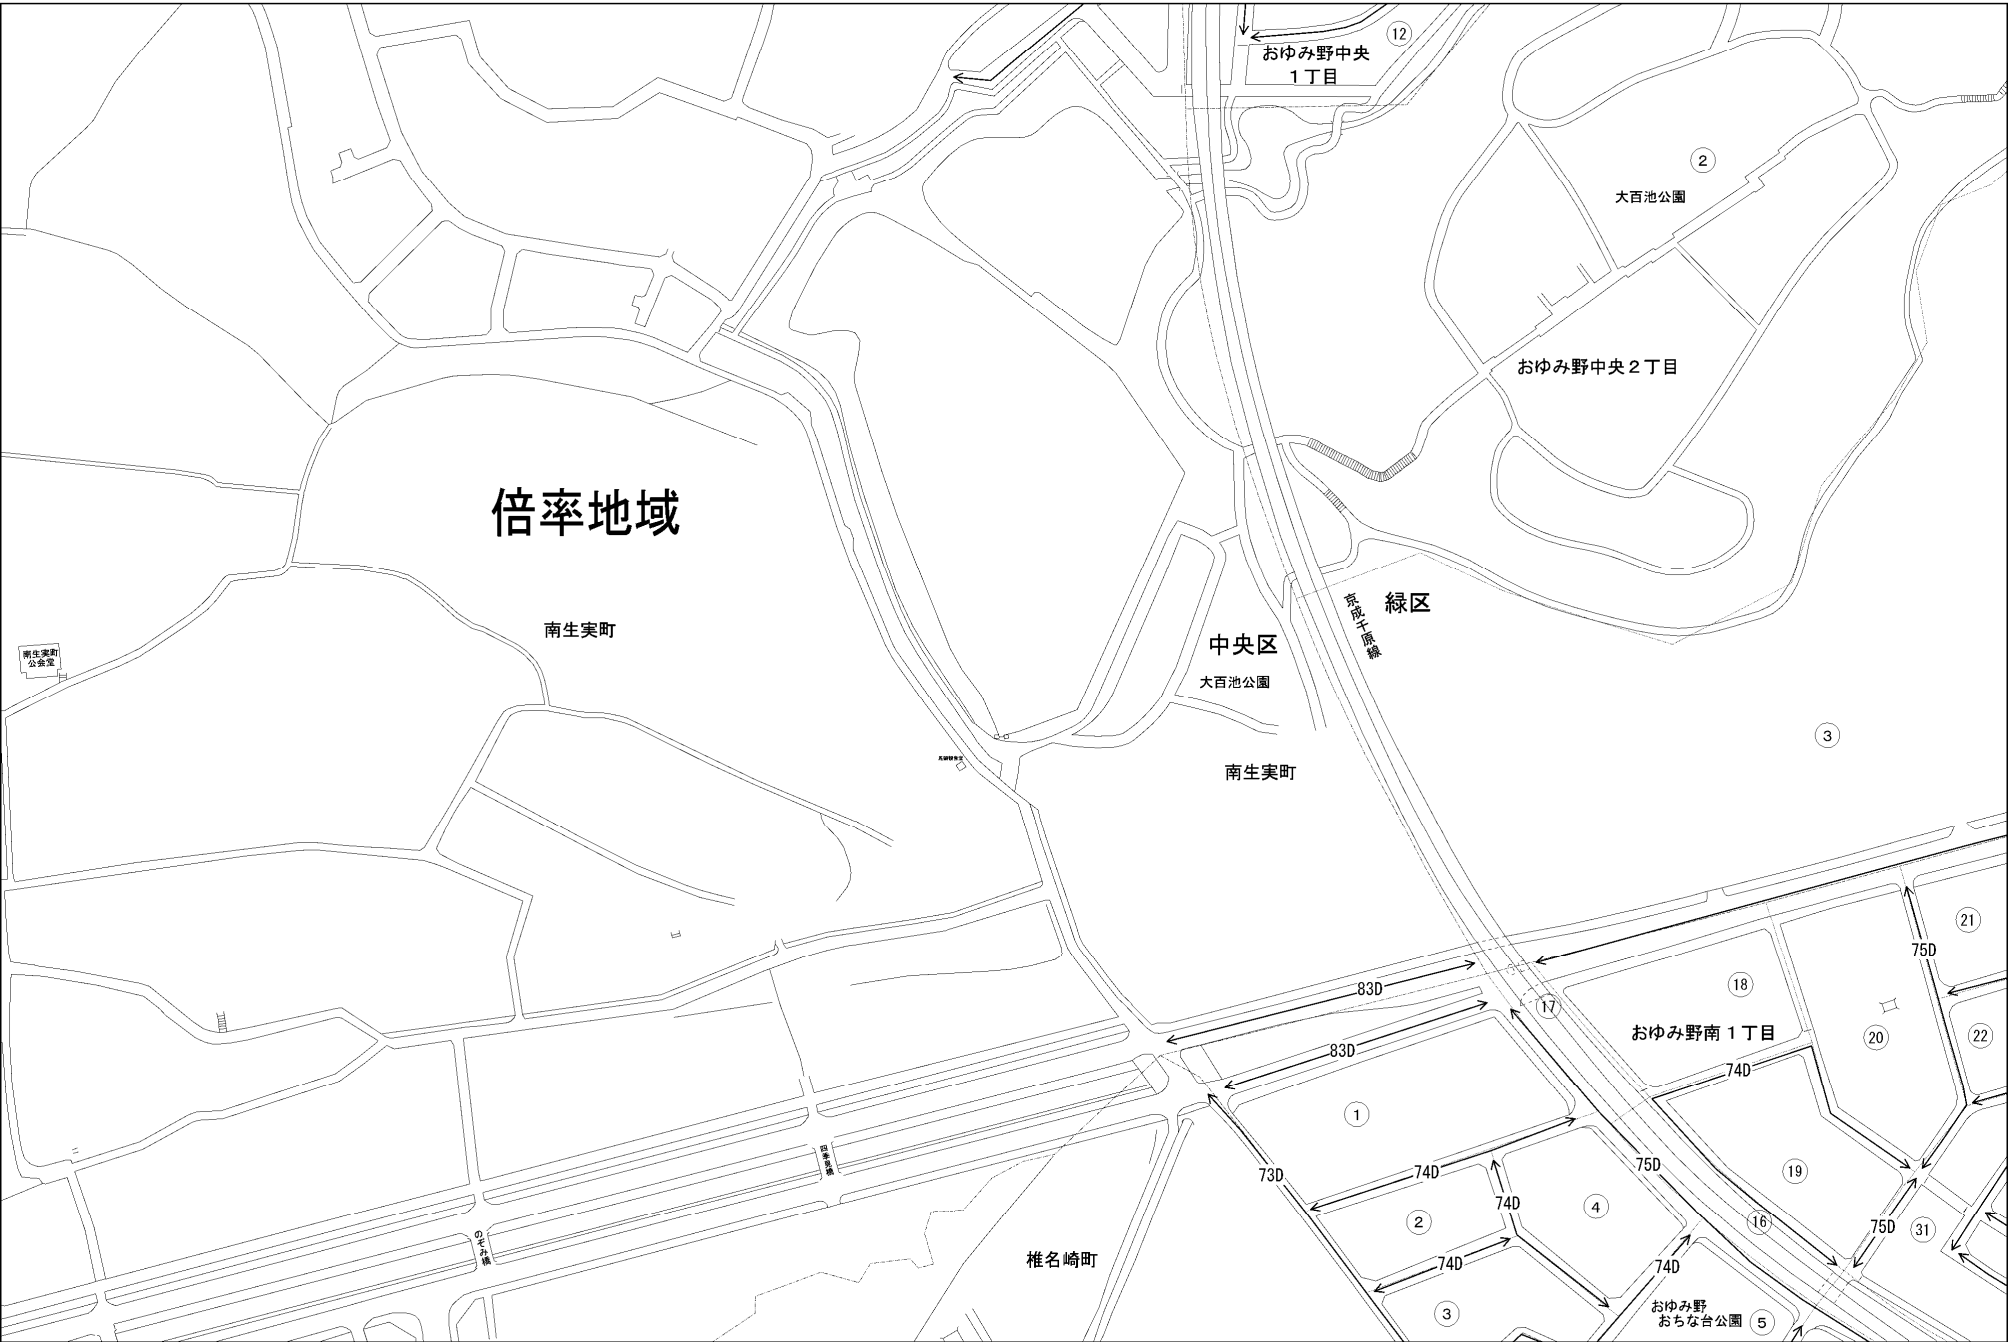 12
おゆみ野中央
１丁目
2
大百池公園
おゆみ野中央２丁目
倍率地域
南生実町
緑区
京成千原線
中央区
大百池公園
南生実町
公会堂
3
南生実町
21
75D
18
83D
17
おゆみ野南１丁目
20
22
83D
74D
1
四季見橋
73D
74D
75D
19
74D
2
4
16
75D
31
のぞみ橋
椎名崎町
74D
74D
3
おゆみ野
おちな台公園
5